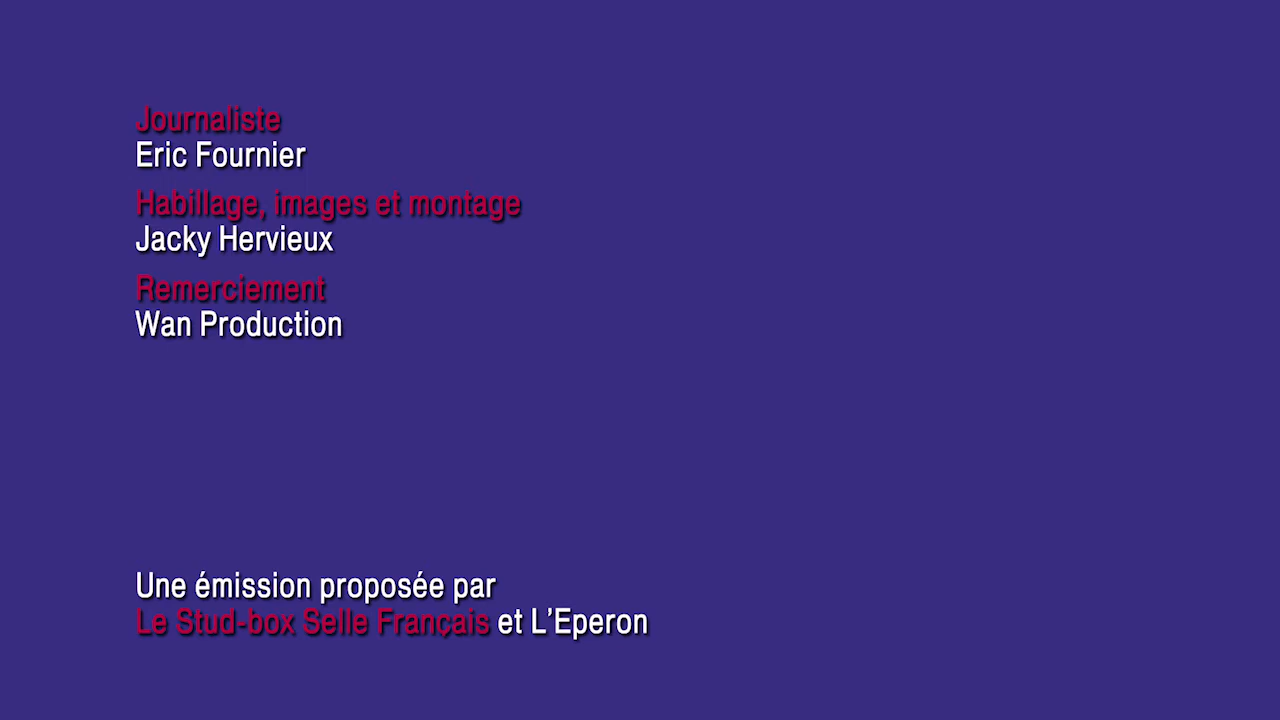 Journaliste
Eric Fournier
Habillage, images et montage
Jacky Hervieux
Remerciement
Wan Production
Une émission proposée par
Le Stud-box Selle Français et L’Eperon